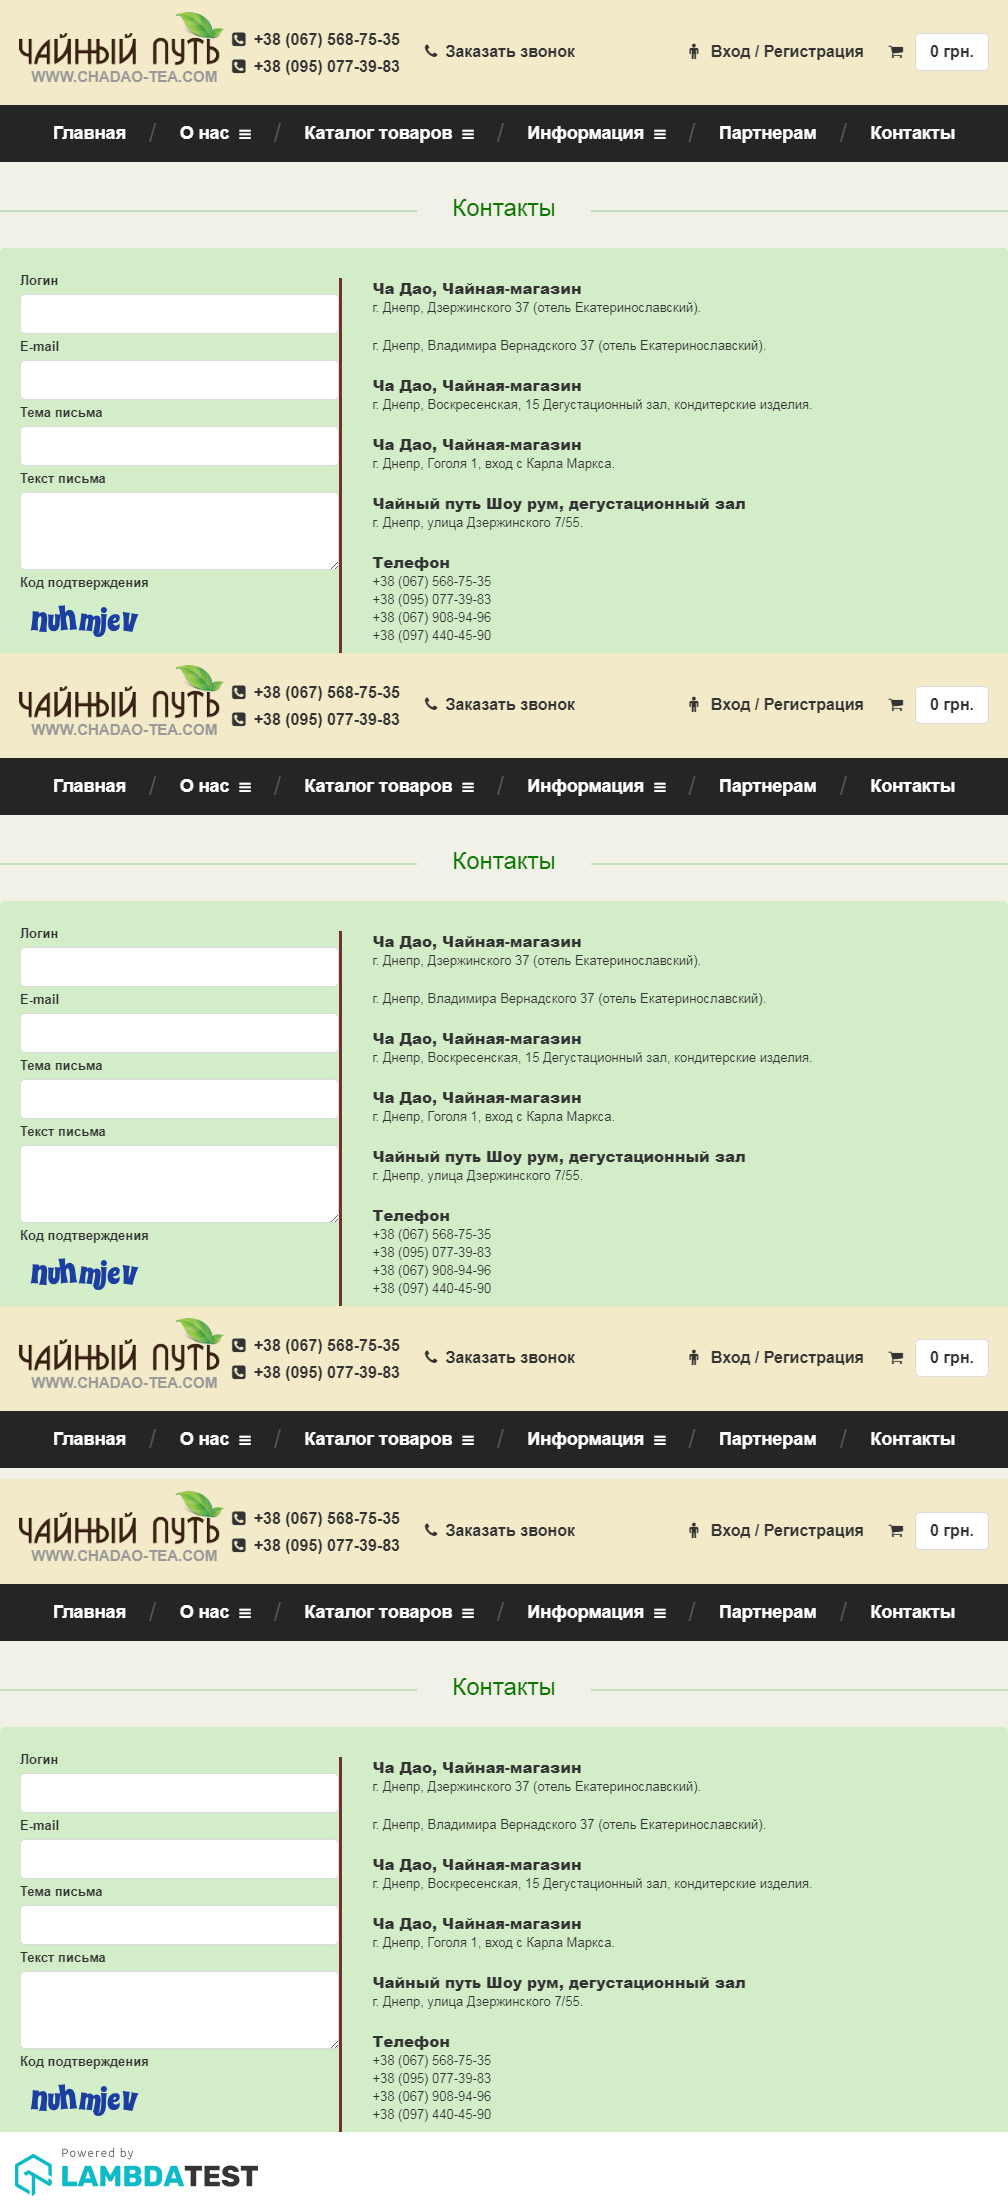 ЧАЙНЫЙ ПУТЬ
WWW.CHADAO-TEA.COM
+38 (067) 568-75-35
+38 (095) 077-39-83
Заказать звонок
Вход / Регистрация
0 грн.
Главная / О нас / Каталог товаров / Информация / Партнерам / Контакты
Контакты
Логин
E-mail
Тема письма
Текст письма
Код подтверждения
nuhmjev
Ча Дао, Чайная-магазин
г. Днепр, Дзержинского 37 (отель Екатеринославский).
г. Днепр, Владимира Вернадского 37 (отель Екатеринославский).
Ча Дао, Чайная-магазин
г. Днепр, Воскресенская, 15 Дегустационный зал, кондитерские изделия.
Ча Дао, Чайная-магазин
г. Днепр, Гоголя 1, вход с Карла Маркса.
Чайный путь Шоу рум, дегустационный зал
г. Днепр, улица Дзержинского 7/55.
Телефон
+38 (067) 568-75-35
+38 (095) 077-39-83
+38 (067) 908-94-96
+38 (097) 440-45-90
ЧАЙНЫЙ ПУТЬ
WWW.CHADAO-TEA.COM
+38 (067) 568-75-35
+38 (095) 077-39-83
Заказать звонок
Вход / Регистрация
0 грн.
Главная / О нас / Каталог товаров / Информация / Партнерам / Контакты
Контакты
Логин
E-mail
Тема письма
Текст письма
Код подтверждения
nuhmjev
Ча Дао, Чайная-магазин
г. Днепр, Дзержинского 37 (отель Екатеринославский).
г. Днепр, Владимира Вернадского 37 (отель Екатеринославский).
Ча Дао, Чайная-магазин
г. Днепр, Воскресенская, 15 Дегустационный зал, кондитерские изделия.
Ча Дао, Чайная-магазин
г. Днепр, Гоголя 1, вход с Карла Маркса.
Чайный путь Шоу рум, дегустационный зал
г. Днепр, улица Дзержинского 7/55.
Телефон
+38 (067) 568-75-35
+38 (095) 077-39-83
+38 (067) 908-94-96
+38 (097) 440-45-90
ЧАЙНЫЙ ПУТЬ
WWW.CHADAO-TEA.COM
+38 (067) 568-75-35
+38 (095) 077-39-83
Заказать звонок
Вход / Регистрация
0 грн.
Главная / О нас / Каталог товаров / Информация / Партнерам / Контакты
ЧАЙНЫЙ ПУТЬ
WWW.CHADAO-TEA.COM
+38 (067) 568-75-35
+38 (095) 077-39-83
Заказать звонок
Вход / Регистрация
0 грн.
Главная / О нас / Каталог товаров / Информация / Партнерам / Контакты
Контакты
Логин
E-mail
Тема письма
Текст письма
Код подтверждения
nuhmjev
Ча Дао, Чайная-магазин
г. Днепр, Дзержинского 37 (отель Екатеринославский).
г. Днепр, Владимира Вернадского 37 (отель Екатеринославский).
Ча Дао, Чайная-магазин
г. Днепр, Воскресенская, 15 Дегустационный зал, кондитерские изделия.
Ча Дао, Чайная-магазин
г. Днепр, Гоголя 1, вход с Карла Маркса.
Чайный путь Шоу рум, дегустационный зал
г. Днепр, улица Дзержинского 7/55.
Телефон
+38 (067) 568-75-35
+38 (095) 077-39-83
+38 (067) 908-94-96
+38 (097) 440-45-90
Powered by
LAMBDATEST